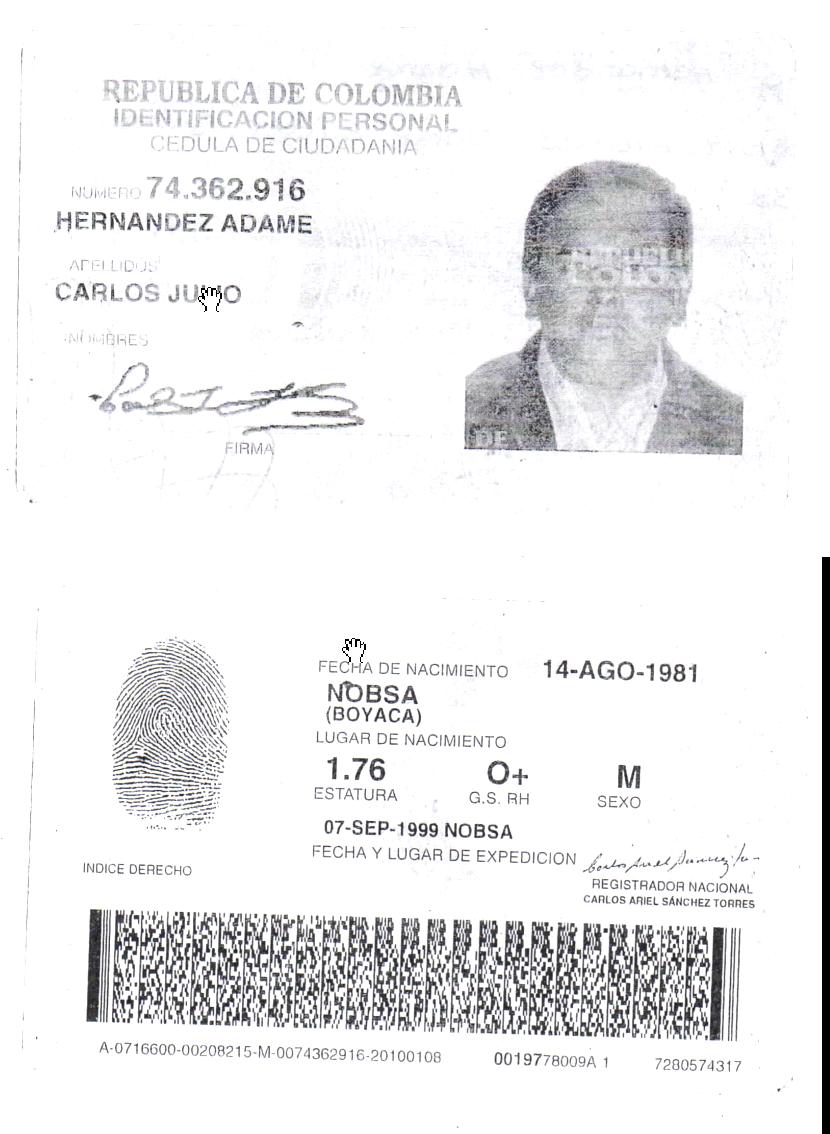 REPUBLICA DE COLOMBIA
IDENTIFICACION PERSONAL
CEDULA DE CIUDADANIA
NUMERO 74.362.916
HERNANDEZ ADAME
APELLIDOS
CARLOS
NOMBRES
FIRMA
FECHA DE NACIMIENTO 14-AGO-1981
NOBSA
(BOYACA)
LUGAR DE NACIMIENTO
1.76 O+ M
ESTATURA G.S. RH SEXO
07-SEP-1999 NOBSA
FECHA Y LUGAR DE EXPEDICION
INDICE DERECHO
REGISTRADOR NACIONAL
CARLOS ARIEL SÁNCHEZ TORRES
A-0716600-00208215-M-0074362916-20100108 0019778009A 1 7280574317